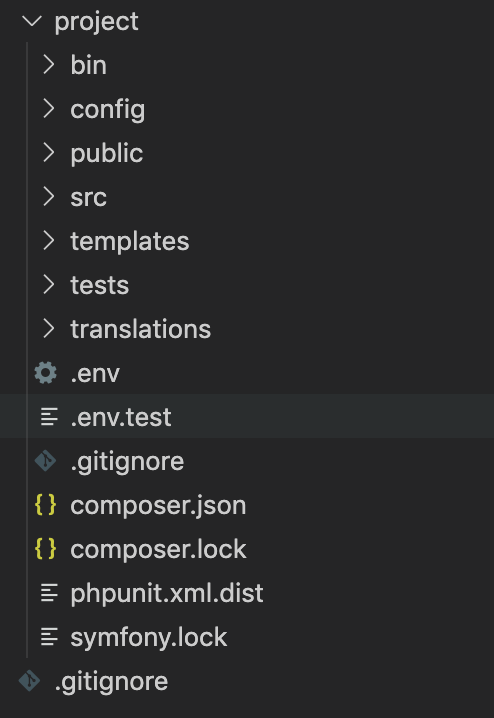 project
bin
config
public
src
templates
tests
translations
.env
.env.test
.gitignore
composer.json
composer.lock
phpunit.xml.dist
symfony.lock
.gitignore